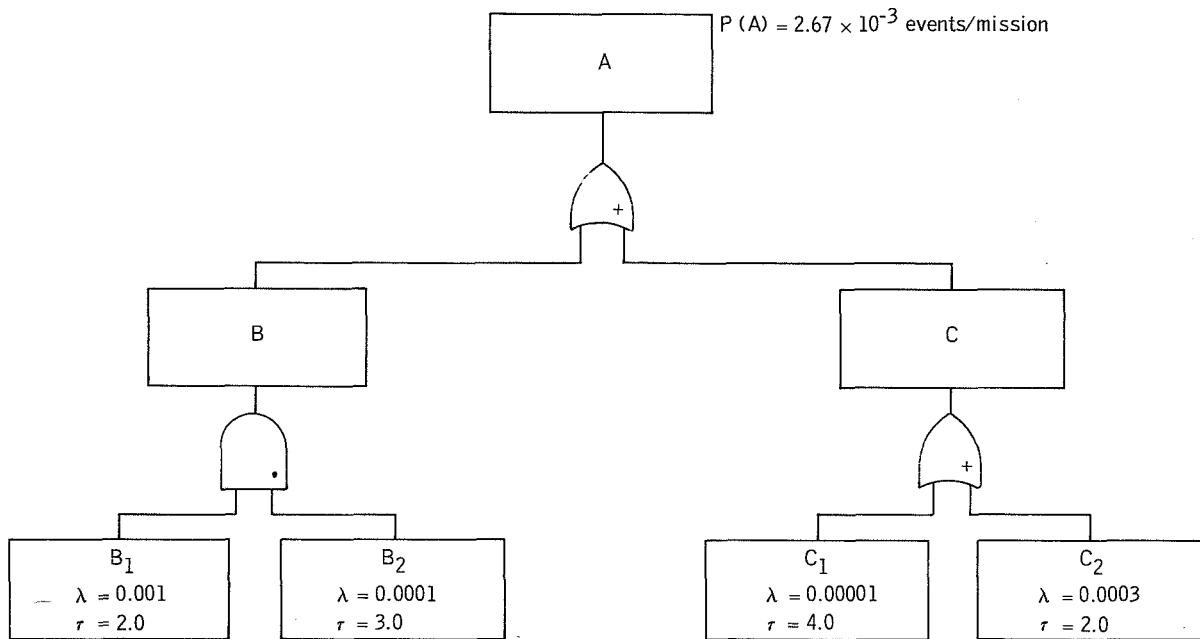 P (A) = 2.67 × 10⁻³ events/mission
A
+
B
C
•
+
B₁
λ = 0.001
τ = 2.0
B₂
λ = 0.0001
τ = 3.0
C₁
λ = 0.00001
τ = 4.0
C₂
λ = 0.0003
τ = 2.0